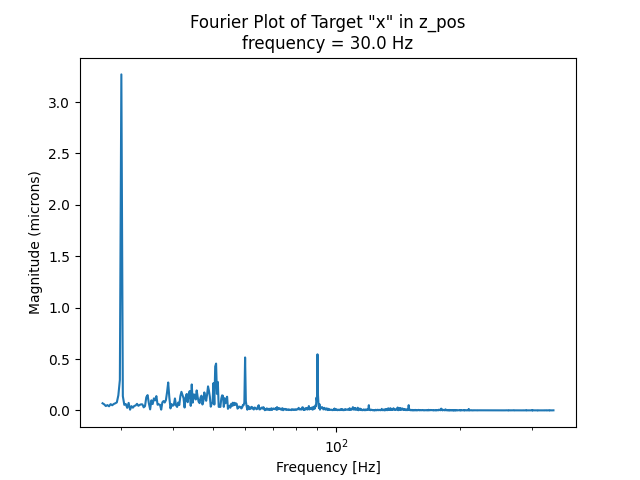 Fourier Plot of Target "x" in z_pos
frequency = 30.0 Hz
Magnitude (microns)
3.0
2.5
2.0
1.5
1.0
0.5
0.0
10²
Frequency [Hz]